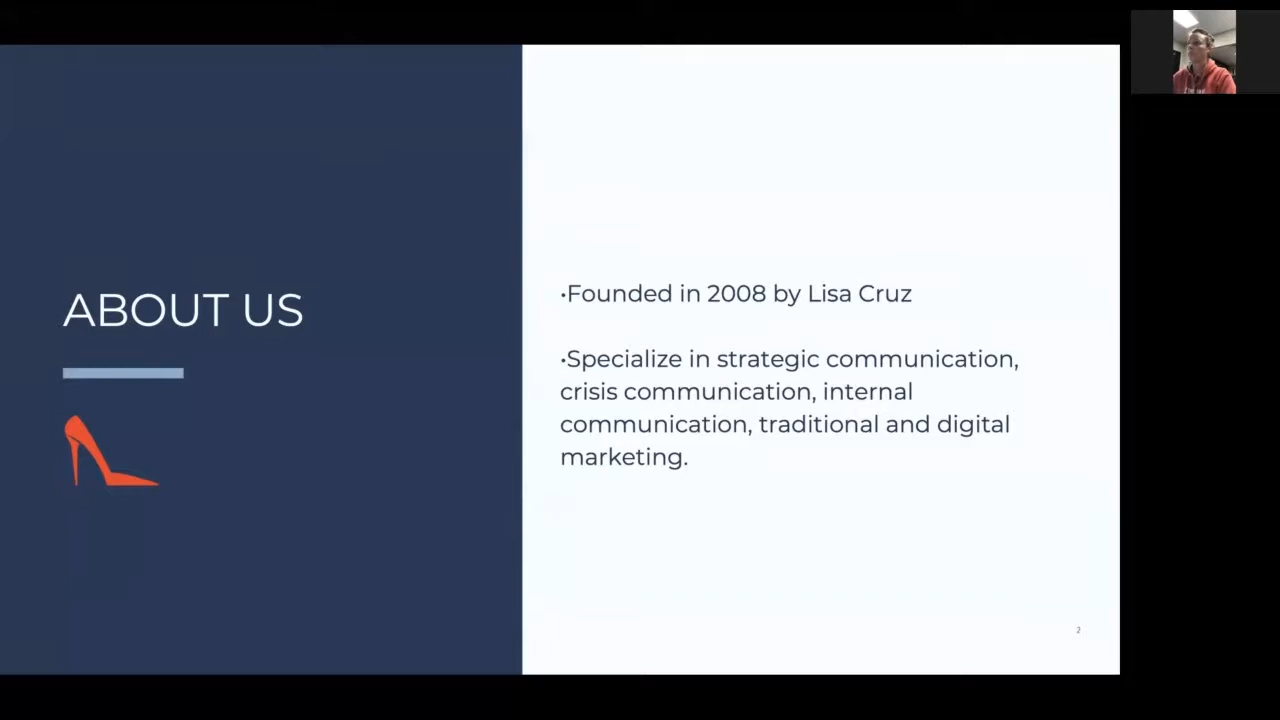 ABOUT US
•Founded in 2008 by Lisa Cruz
•Specialize in strategic communication,
crisis communication, internal
communication, traditional and digital
marketing.
2